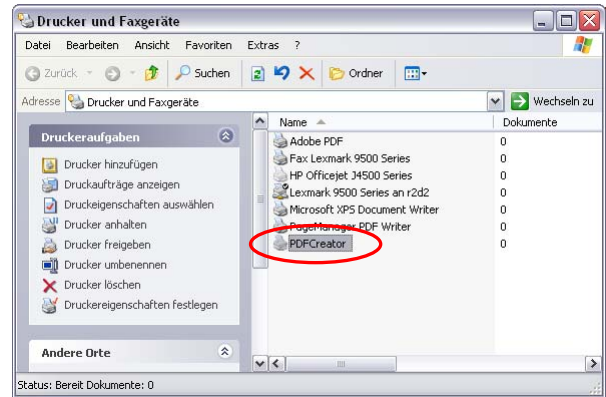 Drucker und Faxgeräte
Datei Bearbeiten Ansicht Favoriten Extras ?
Zurück Suchen Ordner
Adresse Drucker und Faxgeräte Wechseln zu
Druckeraufgaben
Drucker hinzufügen
Druckaufträge anzeigen
Druckeigenschaften auswählen
Drucker anhalten
Drucker freigeben
Drucker umbenennen
Drucker löschen
Druckereigenschaften festlegen
Andere Orte
Name Dokumente
Adobe PDF 0
Fax Lexmark 9500 Series 0
HP Officejet J4500 Series 0
Lexmark 9500 Series an r2d2 0
Microsoft XPS Document Writer 0
PageManager PDF Writer 0
PDFCreator 0
Status: Bereit Dokumente: 0